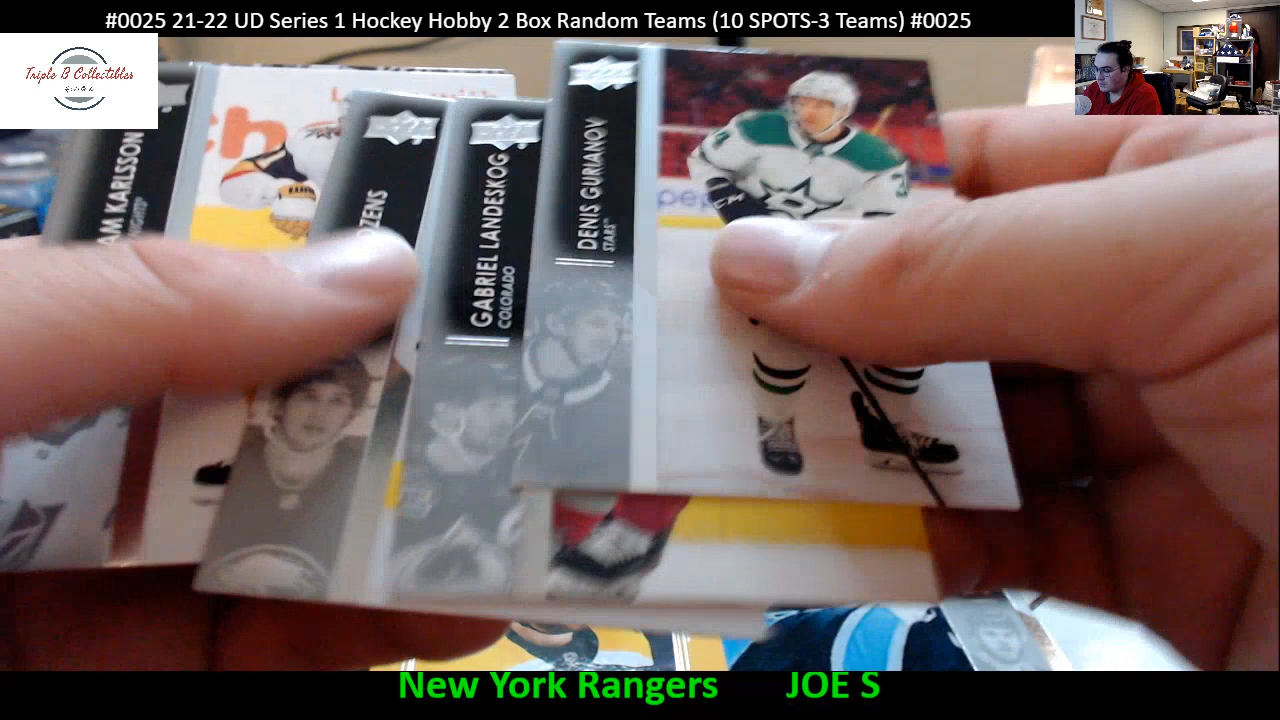 #0025 21-22 UD Series 1 Hockey Hobby 2 Box Random Teams (10 SPOTS-3 Teams) #0025
Triple B Collectibles
AM KARLSSON
ZENS
GABRIEL LANDESKOG
COLORADO
DENIS GURIANOV
STARS
New York Rangers JOE S